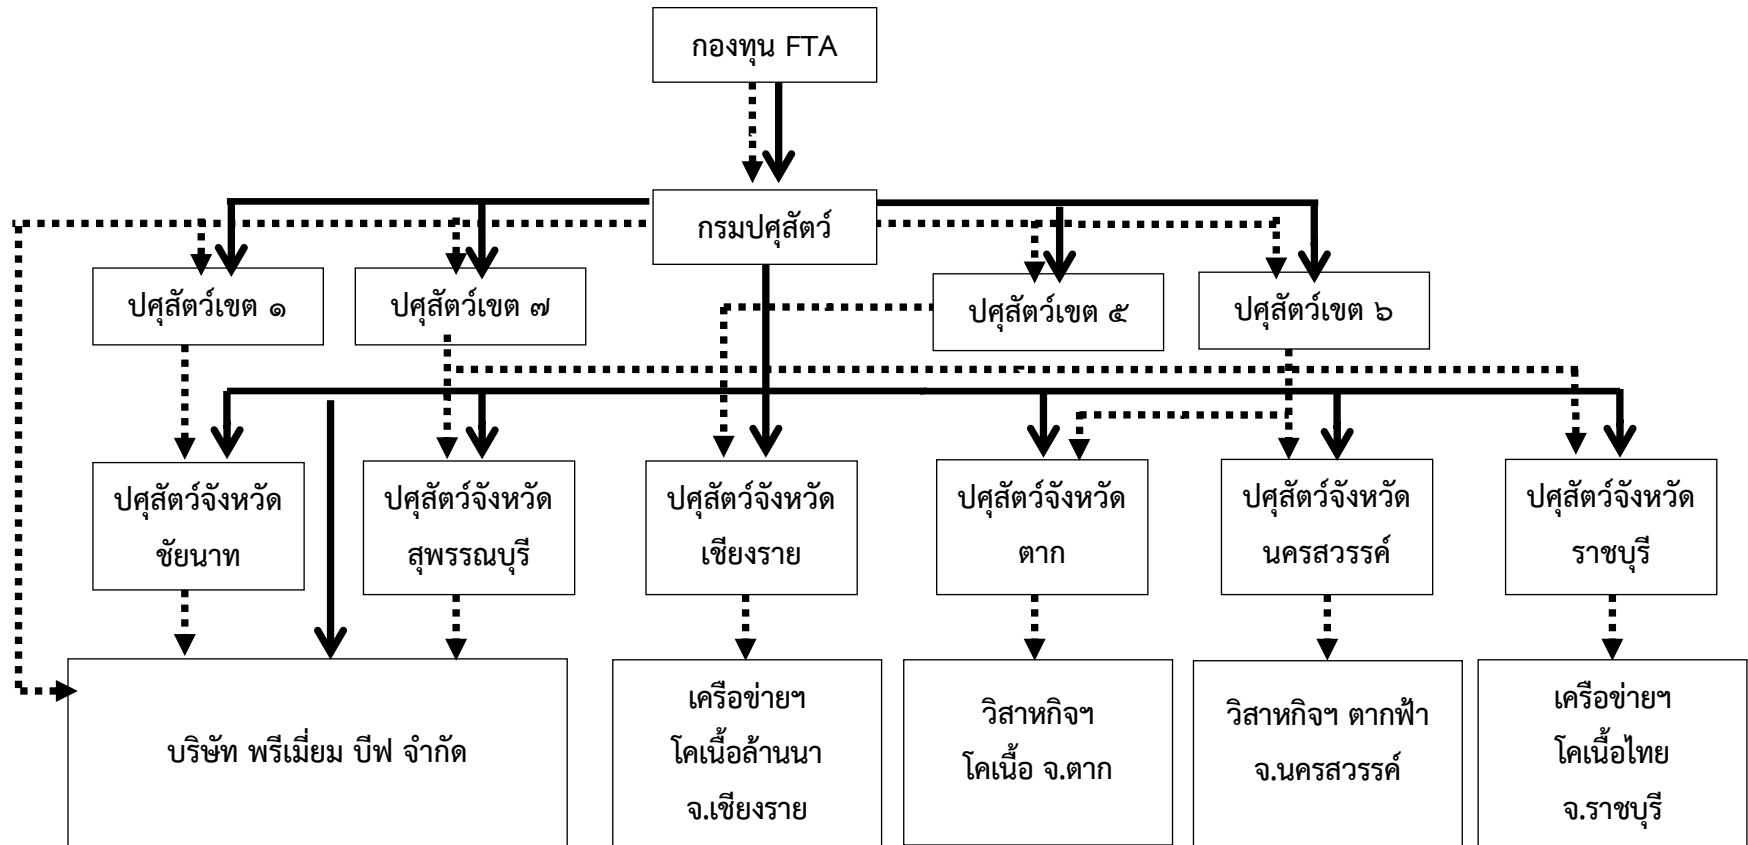 กองทุน FTA
กรมปศุสัตว์
ปศุสัตว์เขต ๑
ปศุสัตว์เขต ๗
ปศุสัตว์เขต ๕
ปศุสัตว์เขต ๖
ปศุสัตว์จังหวัด
ชัยนาท
ปศุสัตว์จังหวัด
สุพรรณบุรี
ปศุสัตว์จังหวัด
เชียงราย
ปศุสัตว์จังหวัด
ตาก
ปศุสัตว์จังหวัด
นครสวรรค์
ปศุสัตว์จังหวัด
ราชบุรี
บริษัท พรีเมี่ยม บีฟ จำกัด
เครือข่ายฯ
โคเนื้อล้านนา
จ.เชียงราย
วิสาหกิจฯ
โคเนื้อ จ.ตาก
วิสาหกิจฯ ตากฟ้า
จ.นครสวรรค์
เครือข่ายฯ
โคเนื้อไทย
จ.ราชบุรี